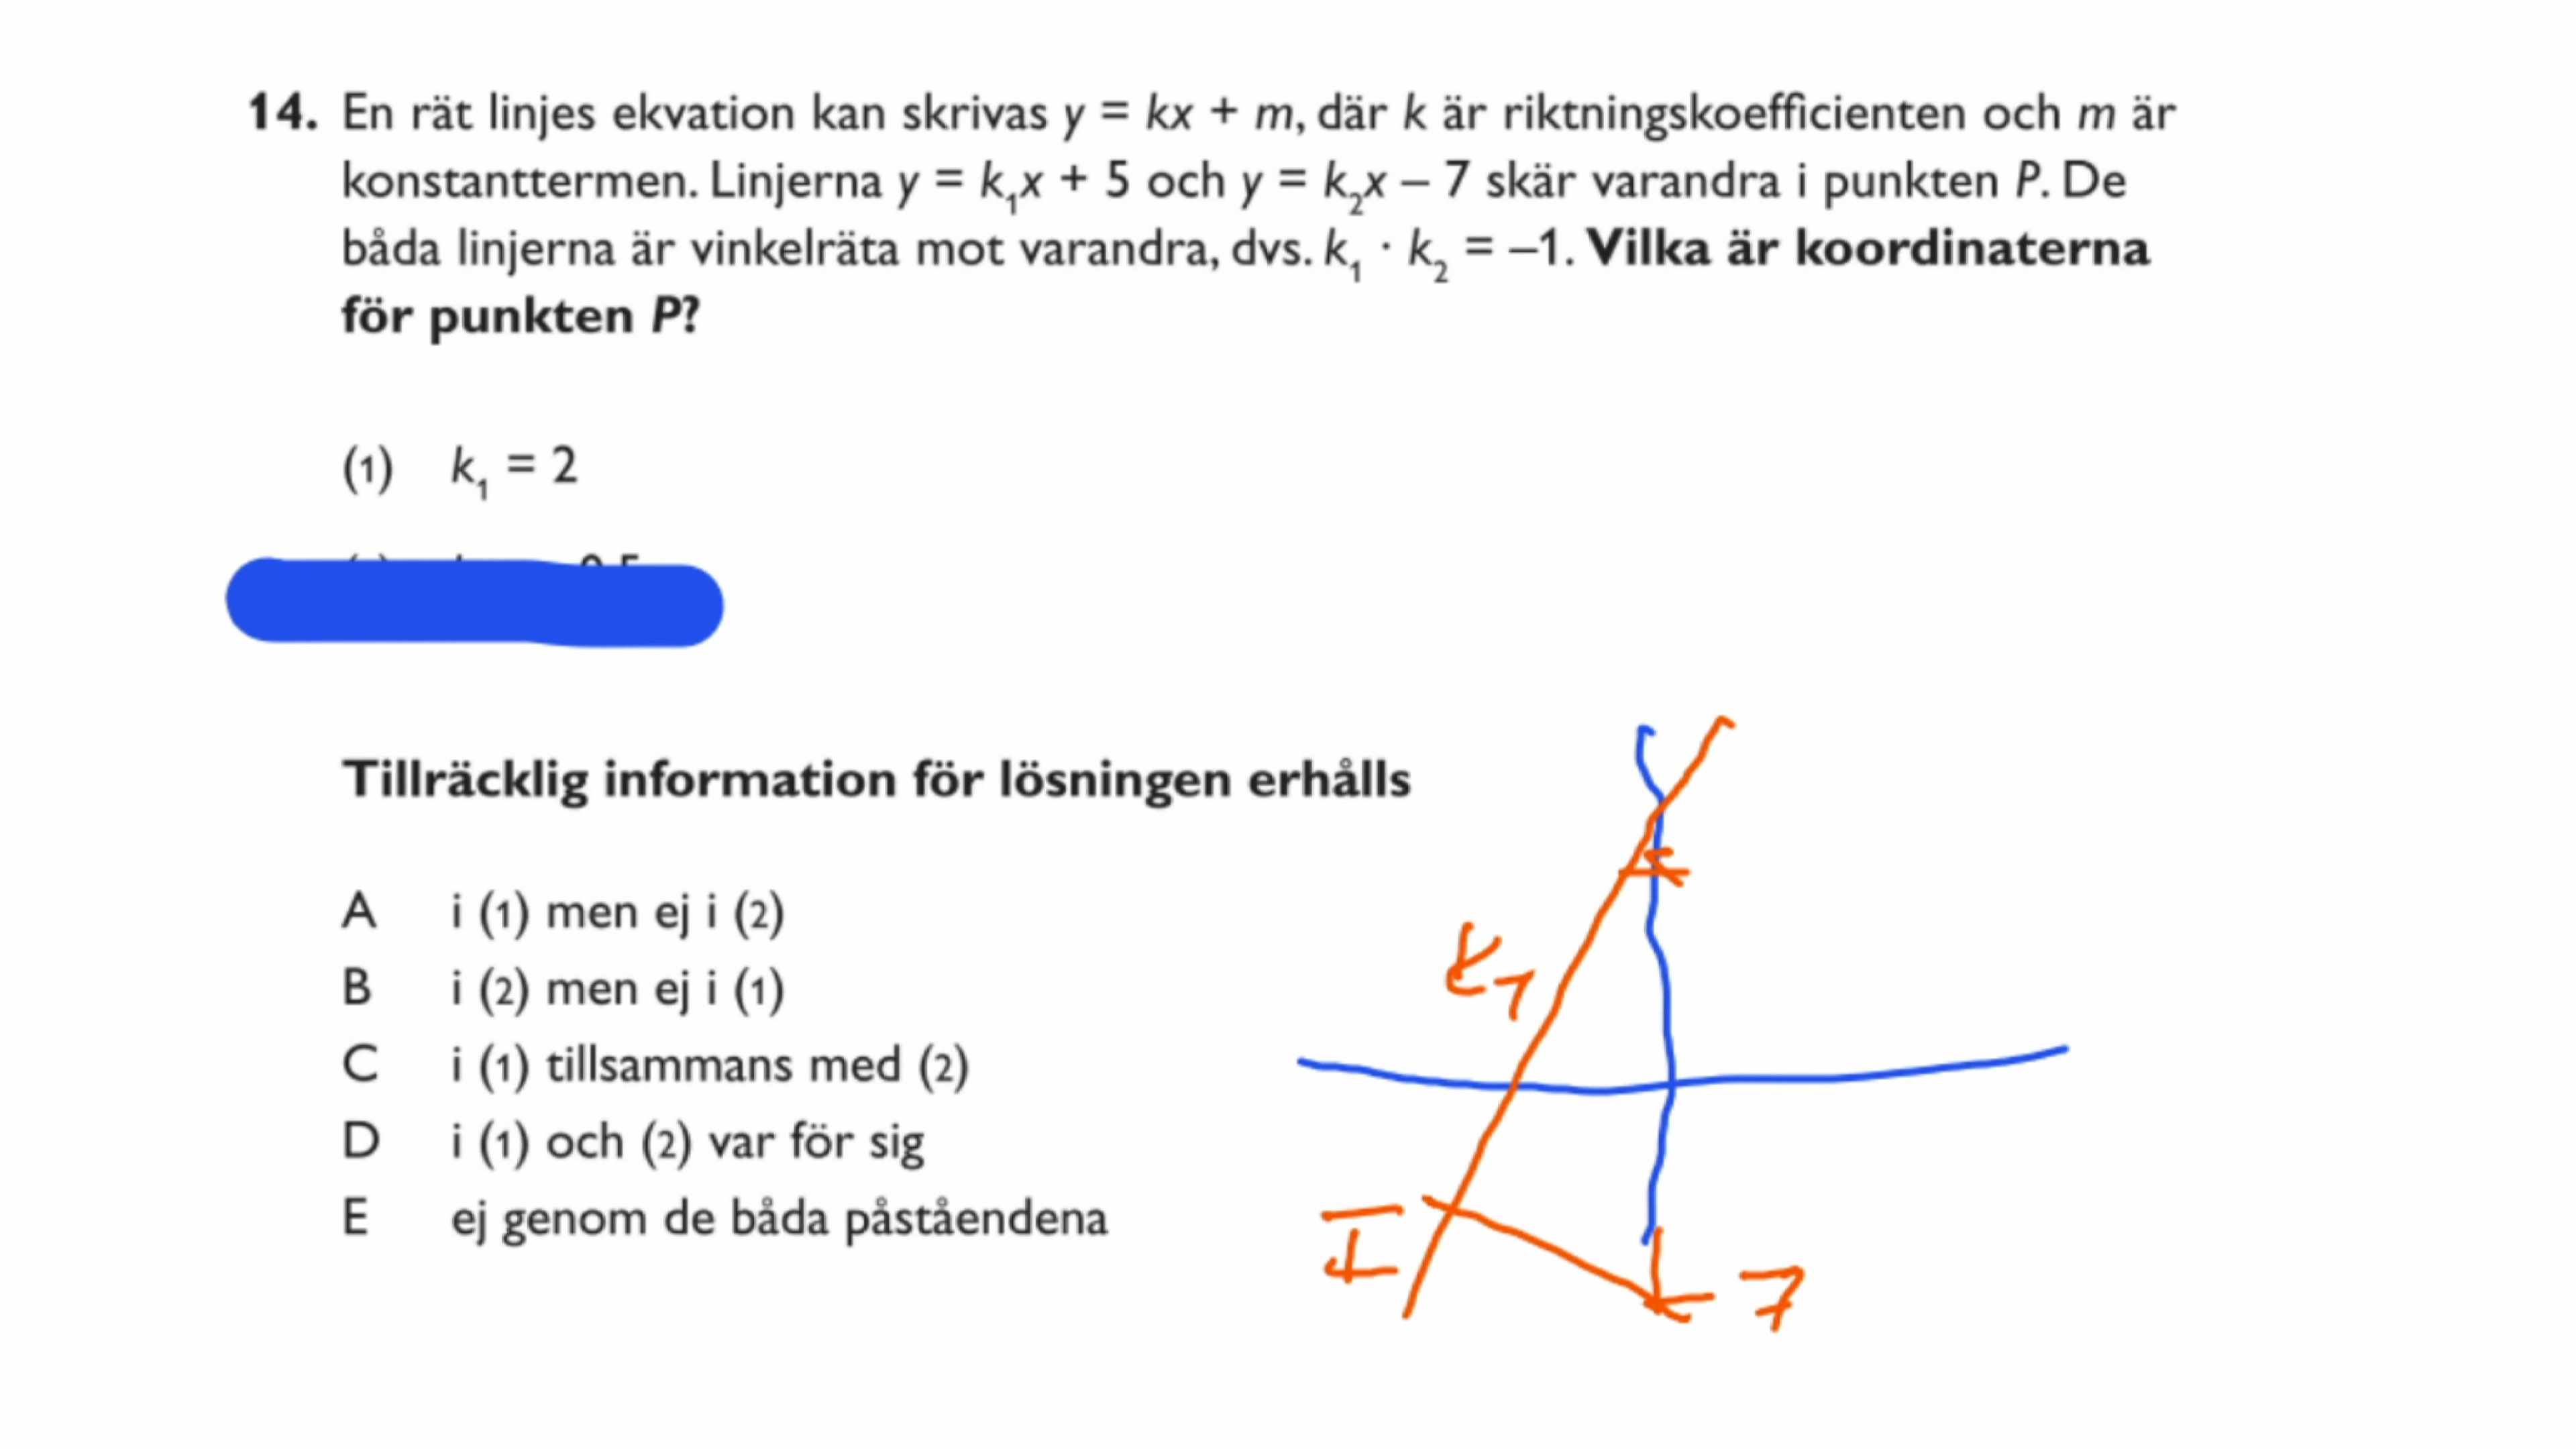 14. En rät linjes ekvation kan skrivas y = kx + m, där k är riktningskoefficienten och m är
konstanttermen. Linjerna y = k₁x + 5 och y = k₂x – 7 skär varandra i punkten P. De
båda linjerna är vinkelräta mot varandra, dvs. k₁ · k₂ = –1. Vilka är koordinaterna
för punkten P?
(1) k₁ = 2
Tillräcklig information för lösningen erhålls
A i (1) men ej i (2)
B i (2) men ej i (1)
C i (1) tillsammans med (2)
D i (1) och (2) var för sig
E ej genom de båda påståendena
k₁
I
7